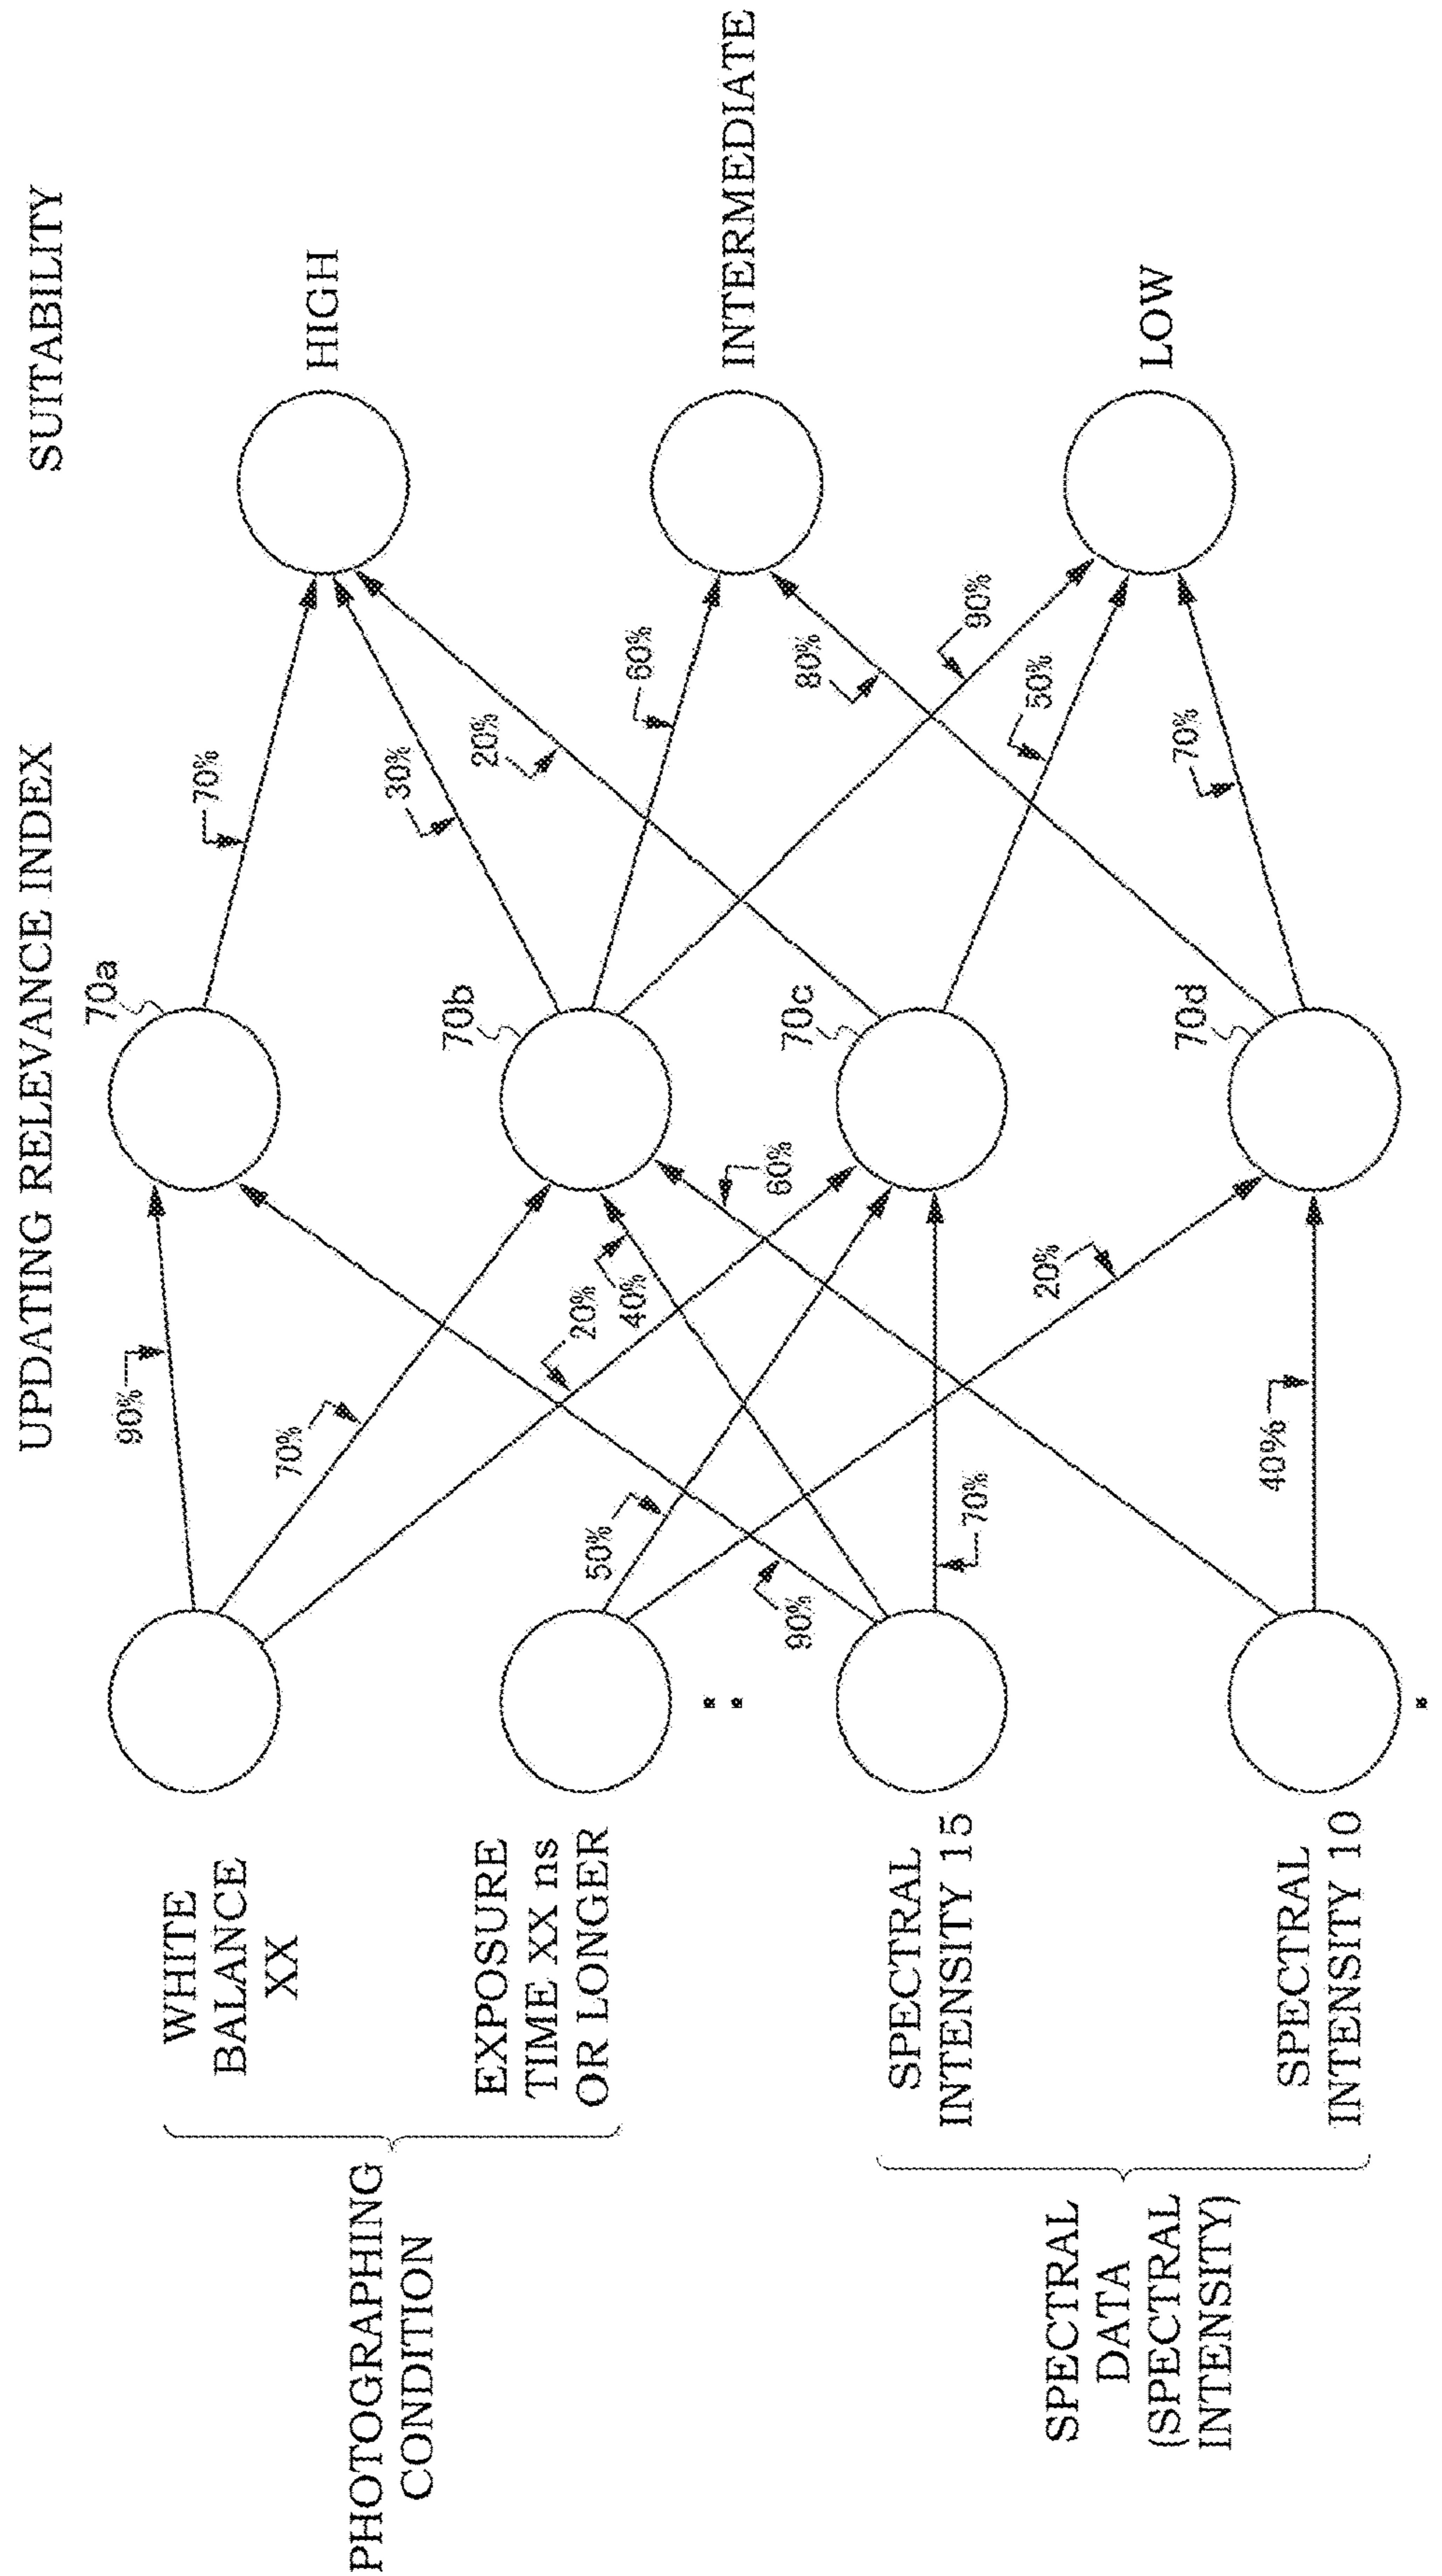 UPDATING RELEVANCE INDEX
SUITABILITY
PHOTOGRAPHING
CONDITION
WHITE
BALANCE
XX
EXPOSURE
TIME XX ns
OR LONGER
SPECTRAL
DATA
(SPECTRAL
INTENSITY)
SPECTRAL
INTENSITY 15
SPECTRAL
INTENSITY 10
90%
70%
20%
50%
20%
90%
40%
70%
60%
40%
70a
70b
70c
70d
70%
30%
60%
90%
20%
50%
80%
70%
HIGH
INTERMEDIATE
LOW